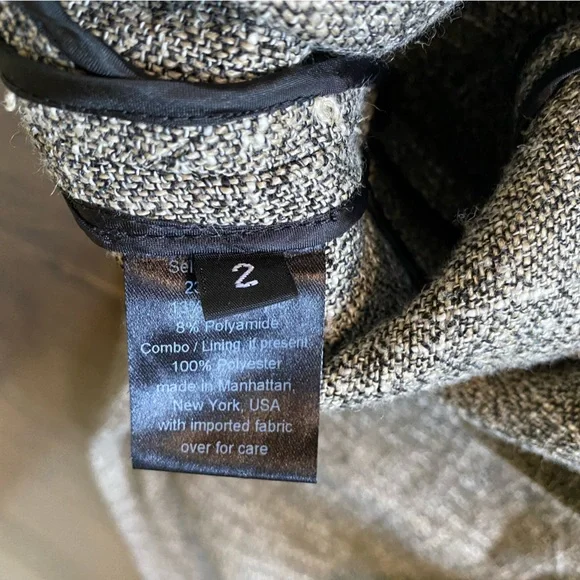 2
8% Polyamide
Combo / Lining, if present
100% Polyester
made in Manhattan,
New York, USA
with imported fabric
over for care